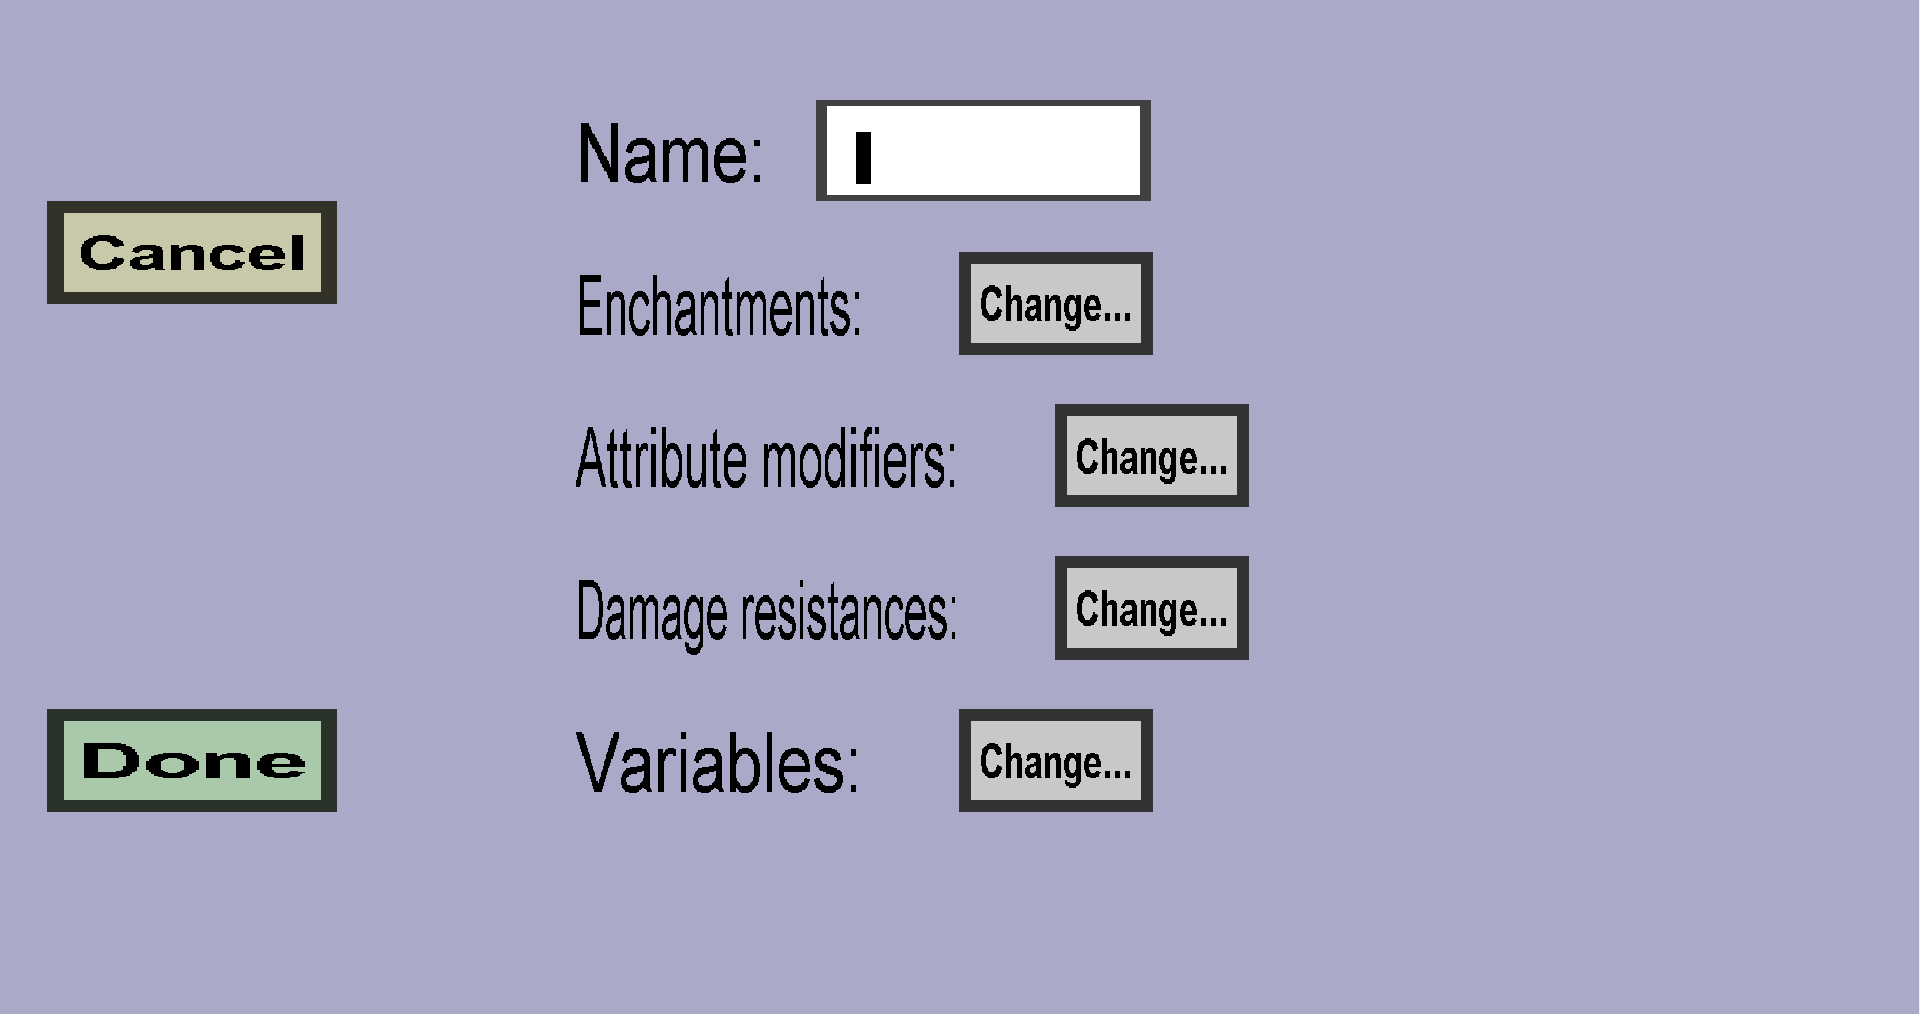 Name:
Cancel
Enchantments: Change...
Attribute modifiers: Change...
Damage resistances: Change...
Done
Variables: Change...